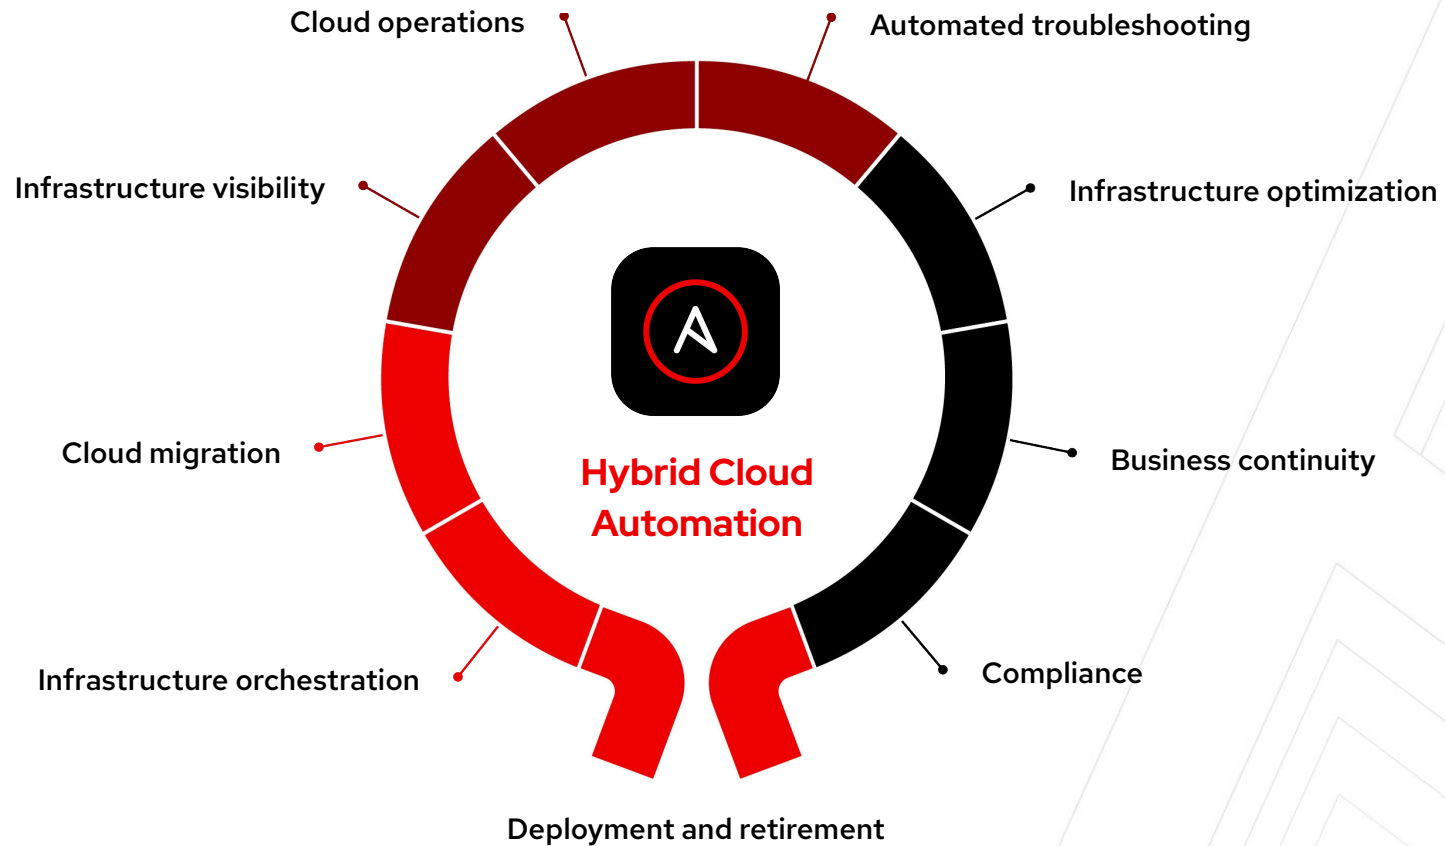 Cloud operations
Automated troubleshooting
Infrastructure visibility
Infrastructure optimization
Cloud migration
Hybrid Cloud
Automation
Business continuity
Infrastructure orchestration
Compliance
Deployment and retirement